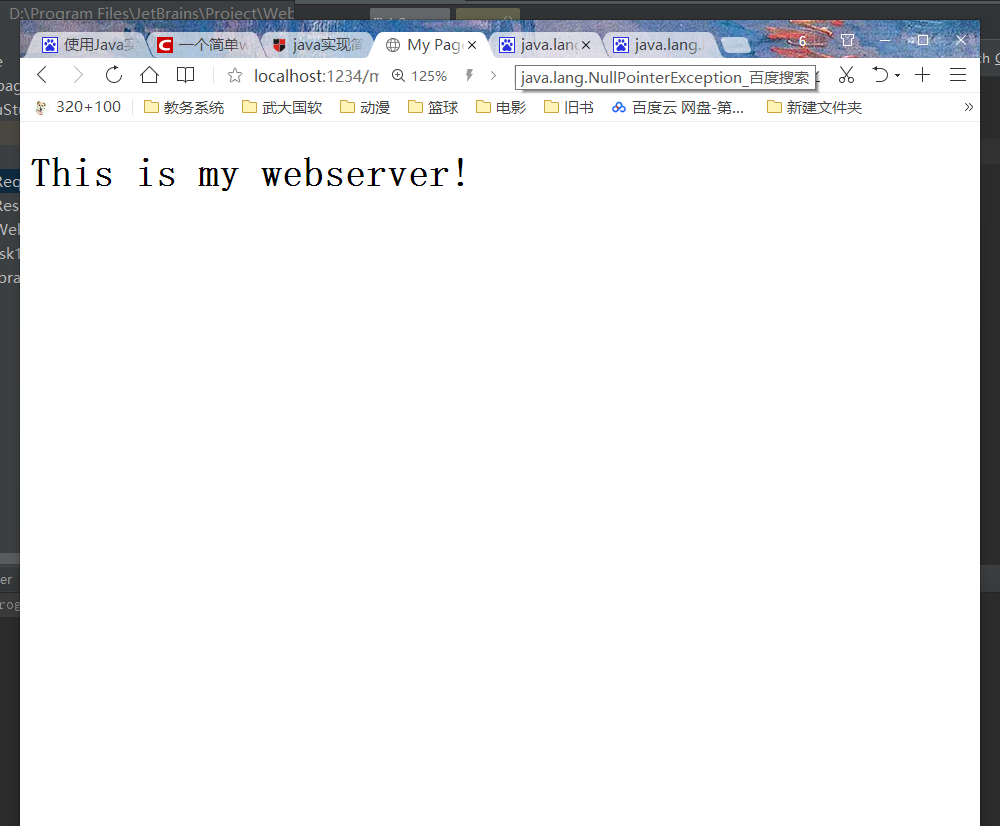 D:\Program Files\JetBrains\Project\Web
使用Java实
一个简单w
java实现简
My Pag
java.lang
java.lang.
6
localhost:1234/m
125%
java.lang.NullPointerException_百度搜索
320+100
教务系统
武大国软
动漫
篮球
电影
旧书
百度云 网盘-第...
新建文件夹
»
This is my webserver!
Req
Res
er